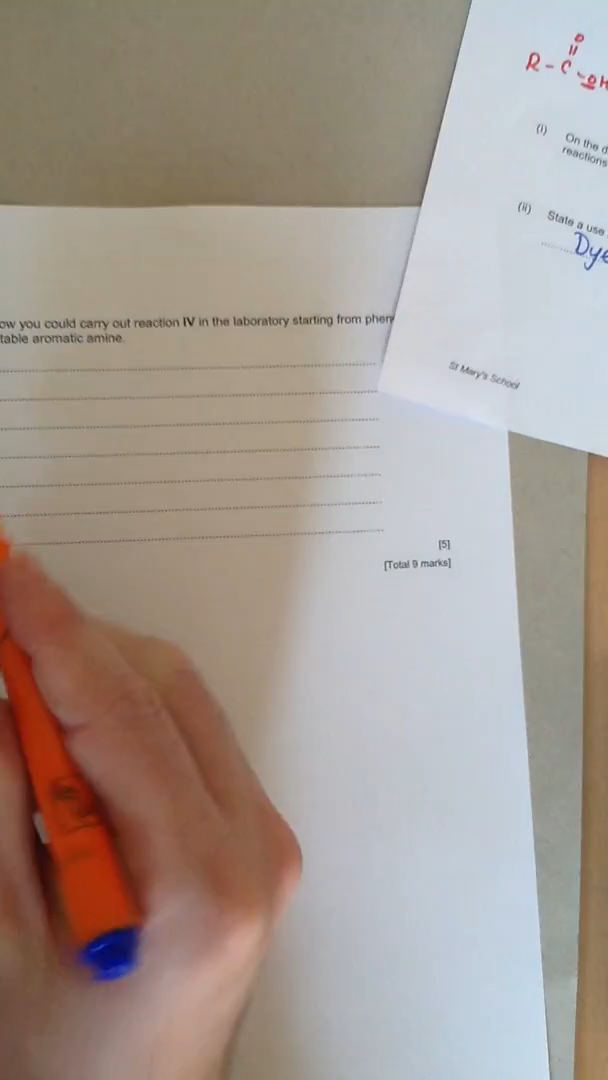 O
R - C
- OH
(i) On the d
reactions
(ii) State a use
Dye
St Mary's School
ow you could carry out reaction IV in the laboratory starting from phen
table aromatic amine.
[5]
[Total 9 marks]